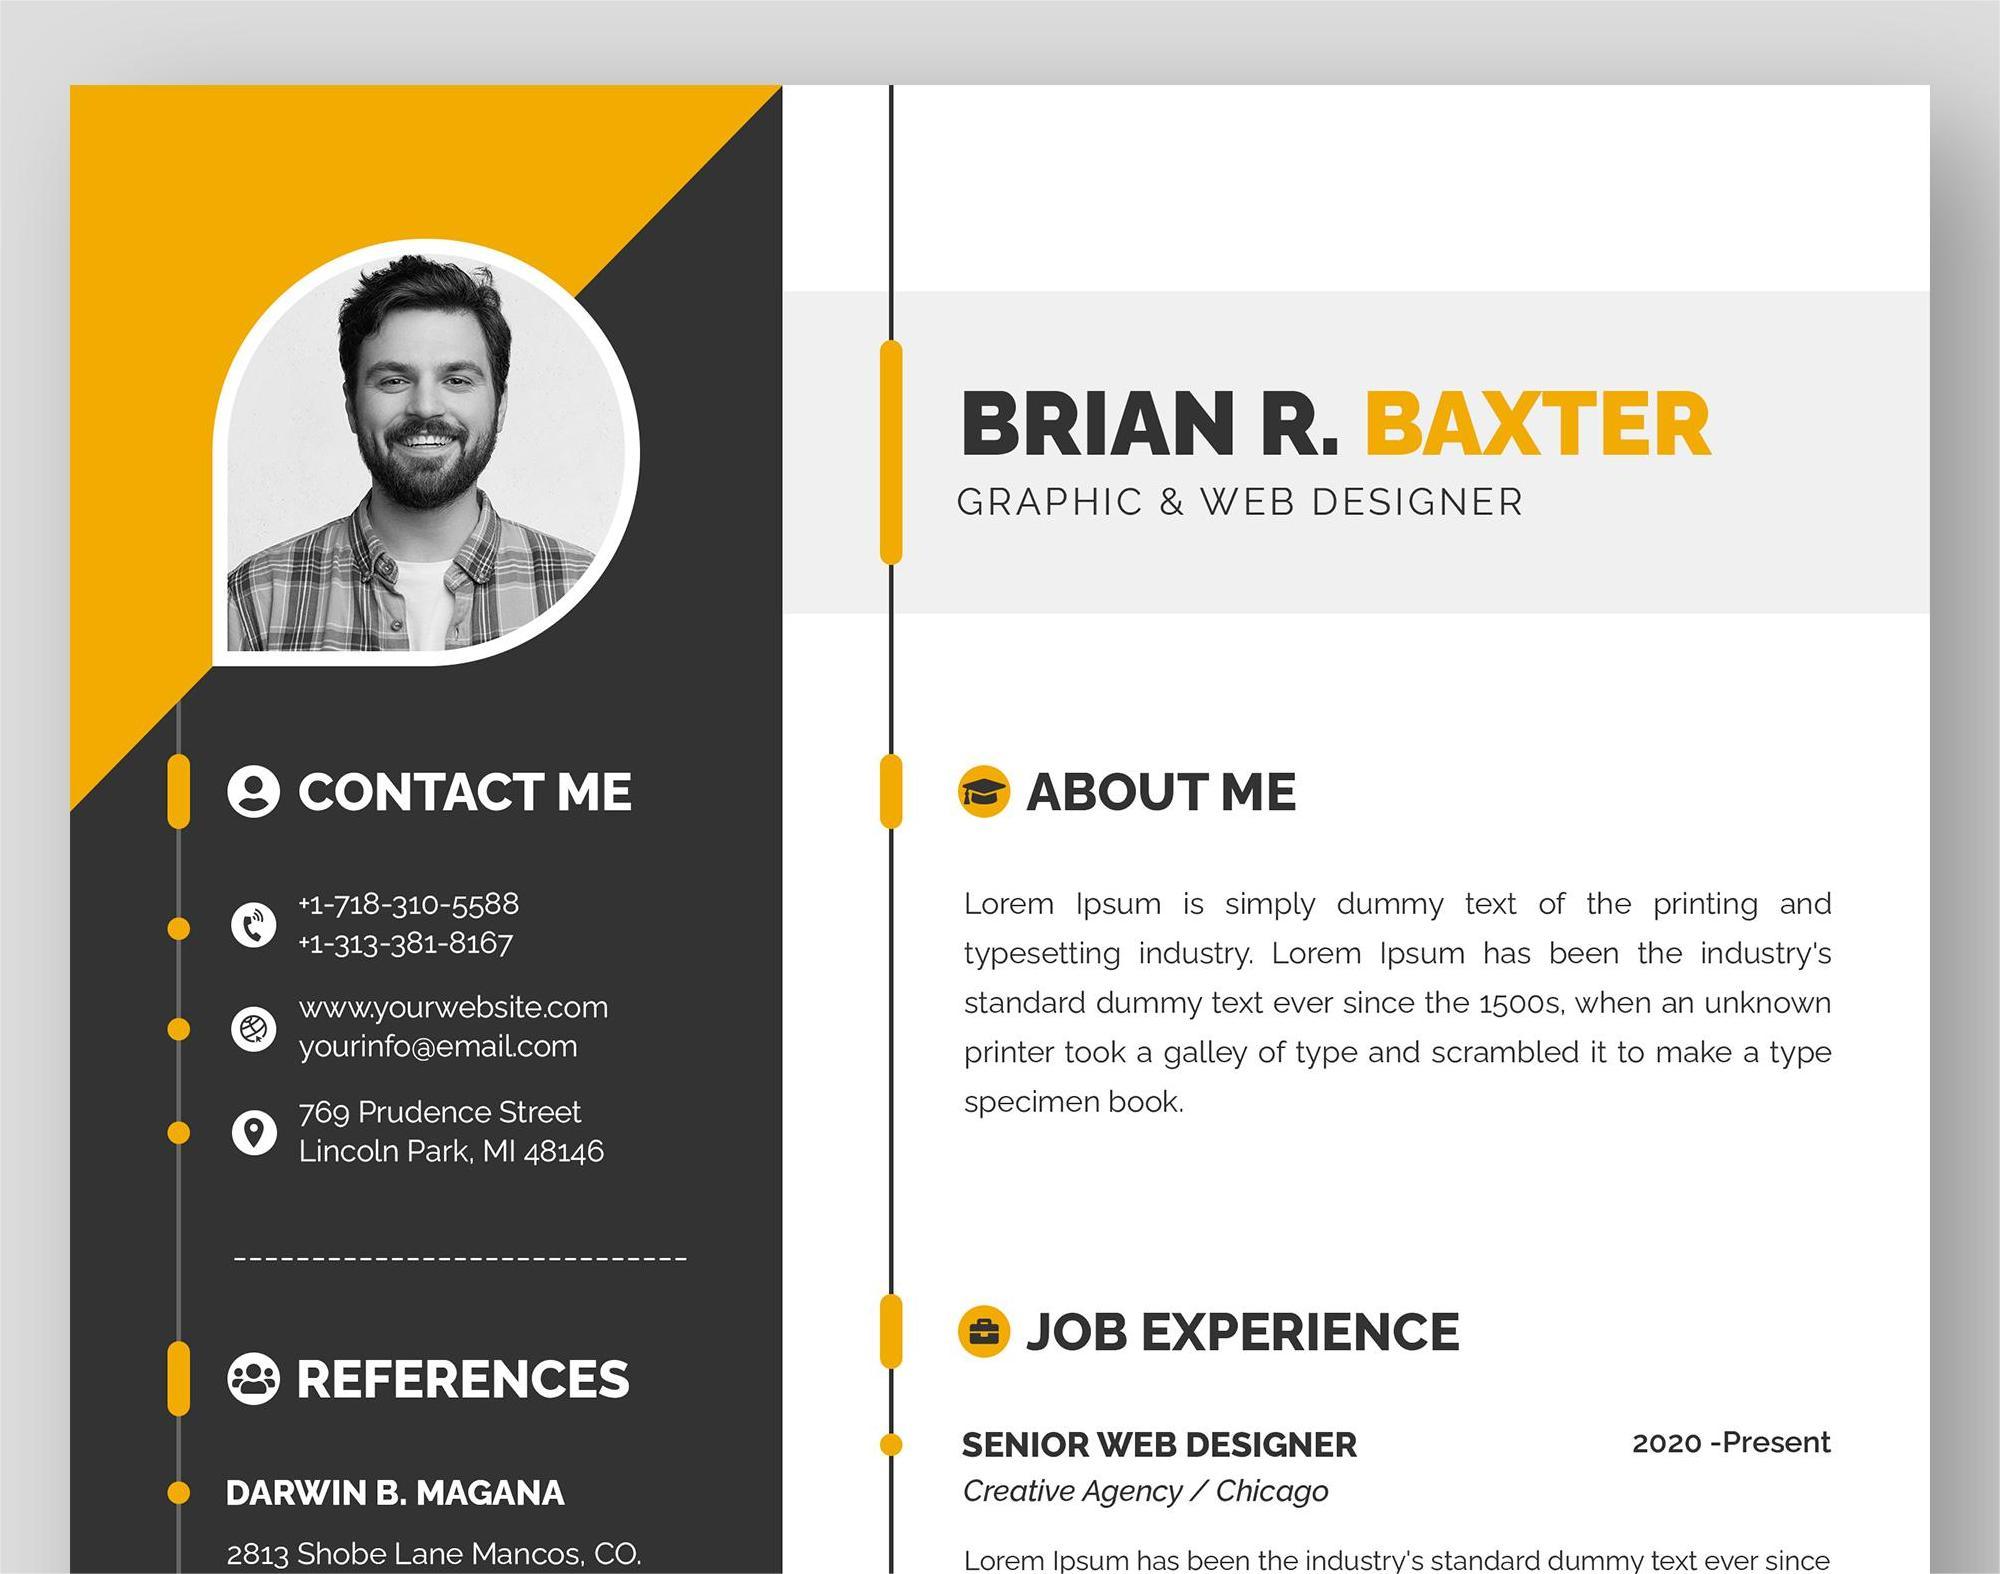 BRIAN R. BAXTER
GRAPHIC & WEB DESIGNER
CONTACT ME
+1-718-310-5588
+1-313-381-8167
www.yourwebsite.com
yourinfo@email.com
769 Prudence Street
Lincoln Park, MI 48146
REFERENCES
DARWIN B. MAGANA
2813 Shobe Lane Mancos, CO.
ABOUT ME
Lorem Ipsum is simply dummy text of the printing and
typesetting industry. Lorem Ipsum has been the industry's
standard dummy text ever since the 1500s, when an unknown
printer took a galley of type and scrambled it to make a type
specimen book.
JOB EXPERIENCE
SENIOR WEB DESIGNER 2020 -Present
Creative Agency / Chicago
Lorem Ipsum has been the industry's standard dummy text ever since